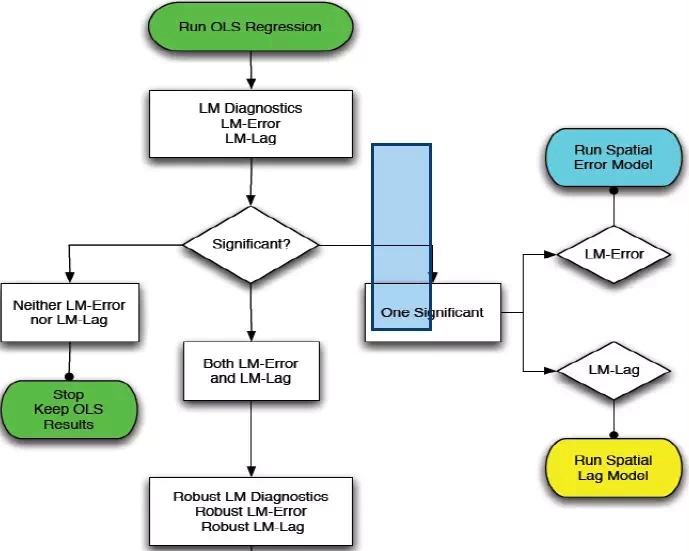 Run OLS Regression
LM Diagnostics
LM-Error
LM-Lag
Significant?
Neither LM-Error
nor LM-Lag
Stop
Keep OLS
Results
Both LM-Error
and LM-Lag
Robust LM Diagnostics
Robust LM-Error
Robust LM-Lag
One Significant
Run Spatial
Error Model
LM-Error
LM-Lag
Run Spatial
Lag Model